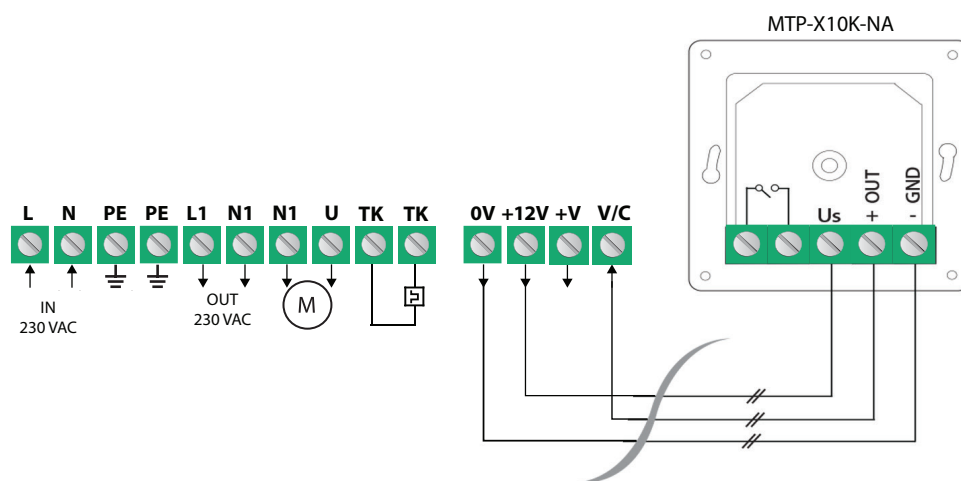 MTP-X10K-NA
L N PE PE L1 N1 N1 U TK TK
0V +12V +V V/C
Us + OUT - GND
IN
230 VAC
OUT
230 VAC
M